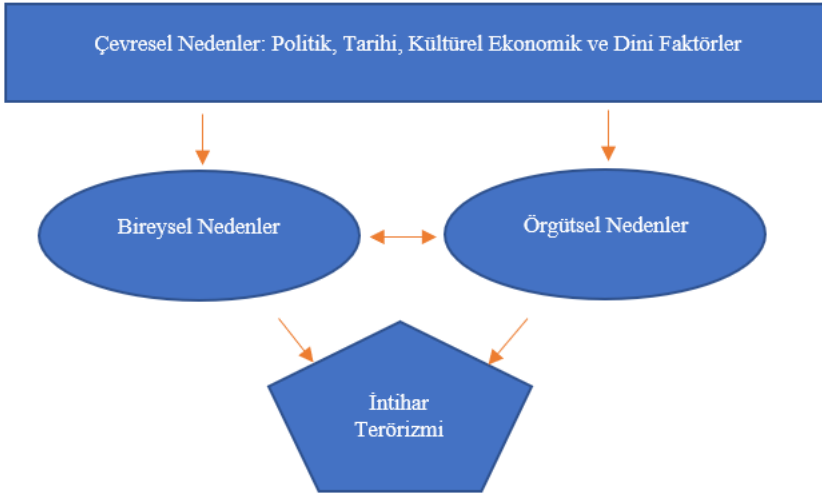 Çevresel Nedenler: Politik, Tarihi, Kültürel Ekonomik ve Dini Faktörler
Bireysel Nedenler
Örgütsel Nedenler
İntihar
Terörizmi